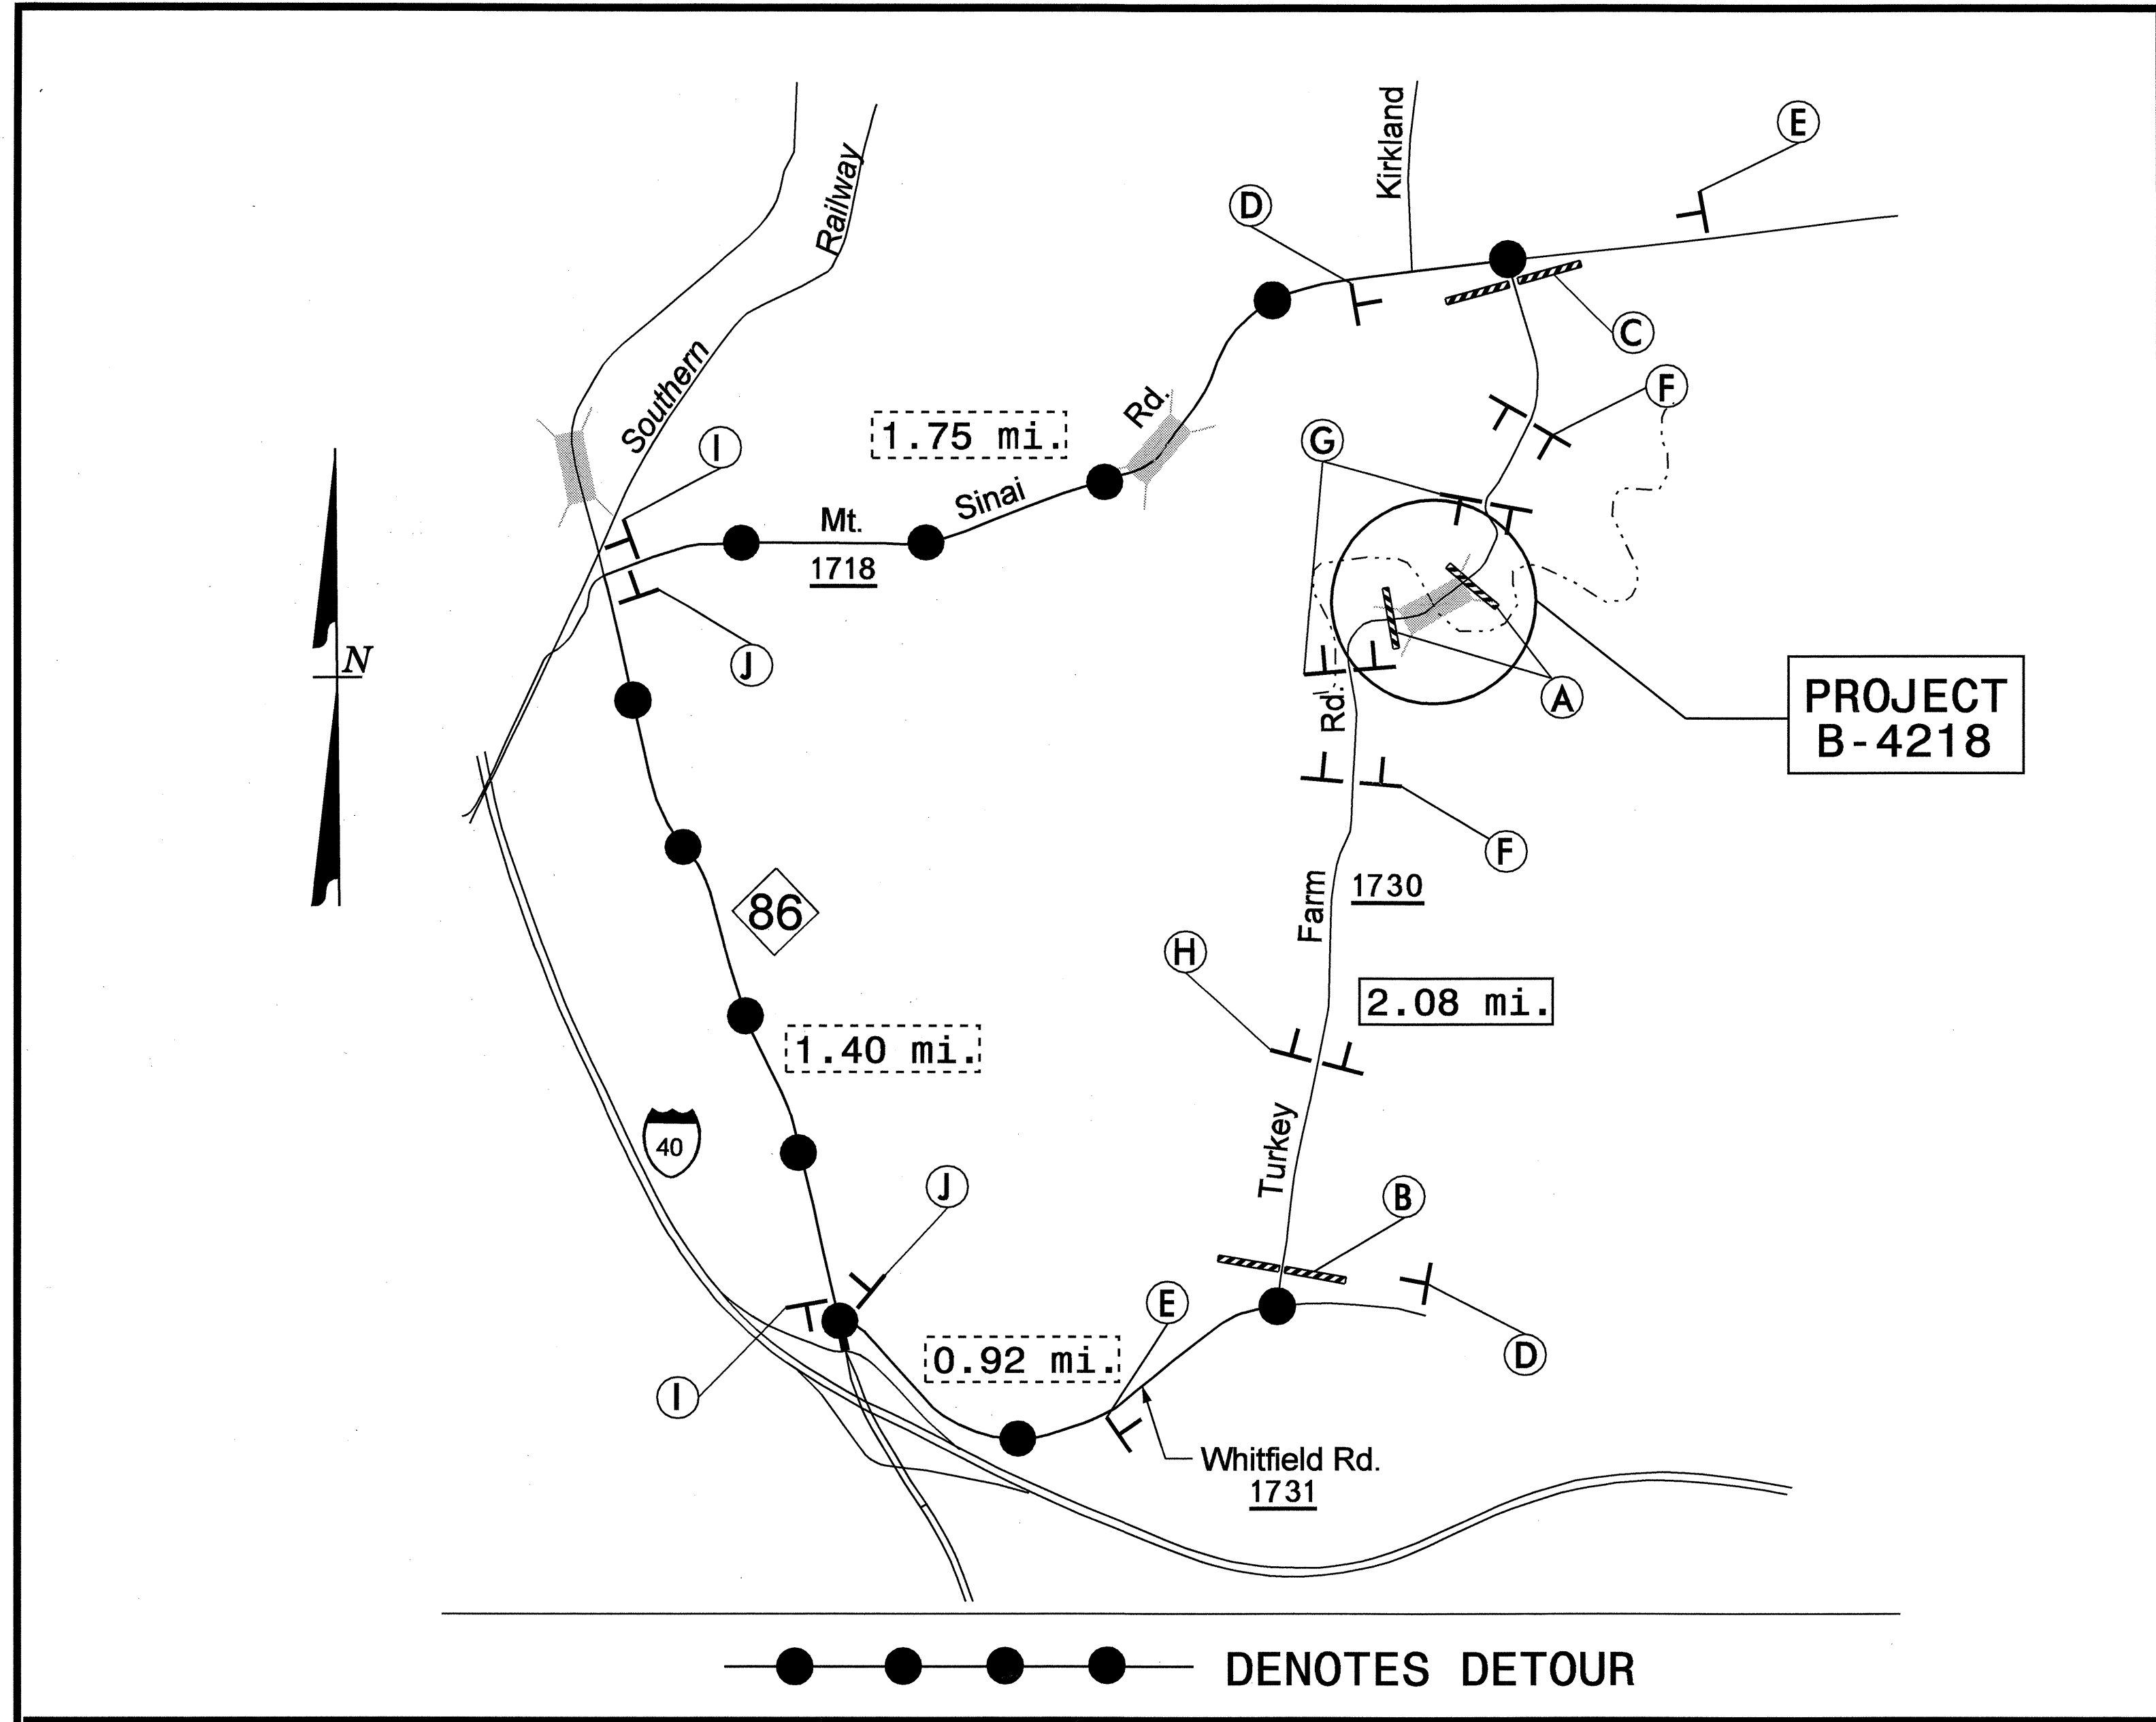 Kirkland
E
Railway
D
C
F
Southern
Rd.
1.75 mi.
G
I
Sinai
Mt.
1718
N
J
A
PROJECT
B-4218
Rd.
F
86
Farm
1730
H
2.08 mi.
1.40 mi.
40
Turkey
J
B
E
0.92 mi.
D
I
Whitfield Rd.
1731
DENOTES DETOUR